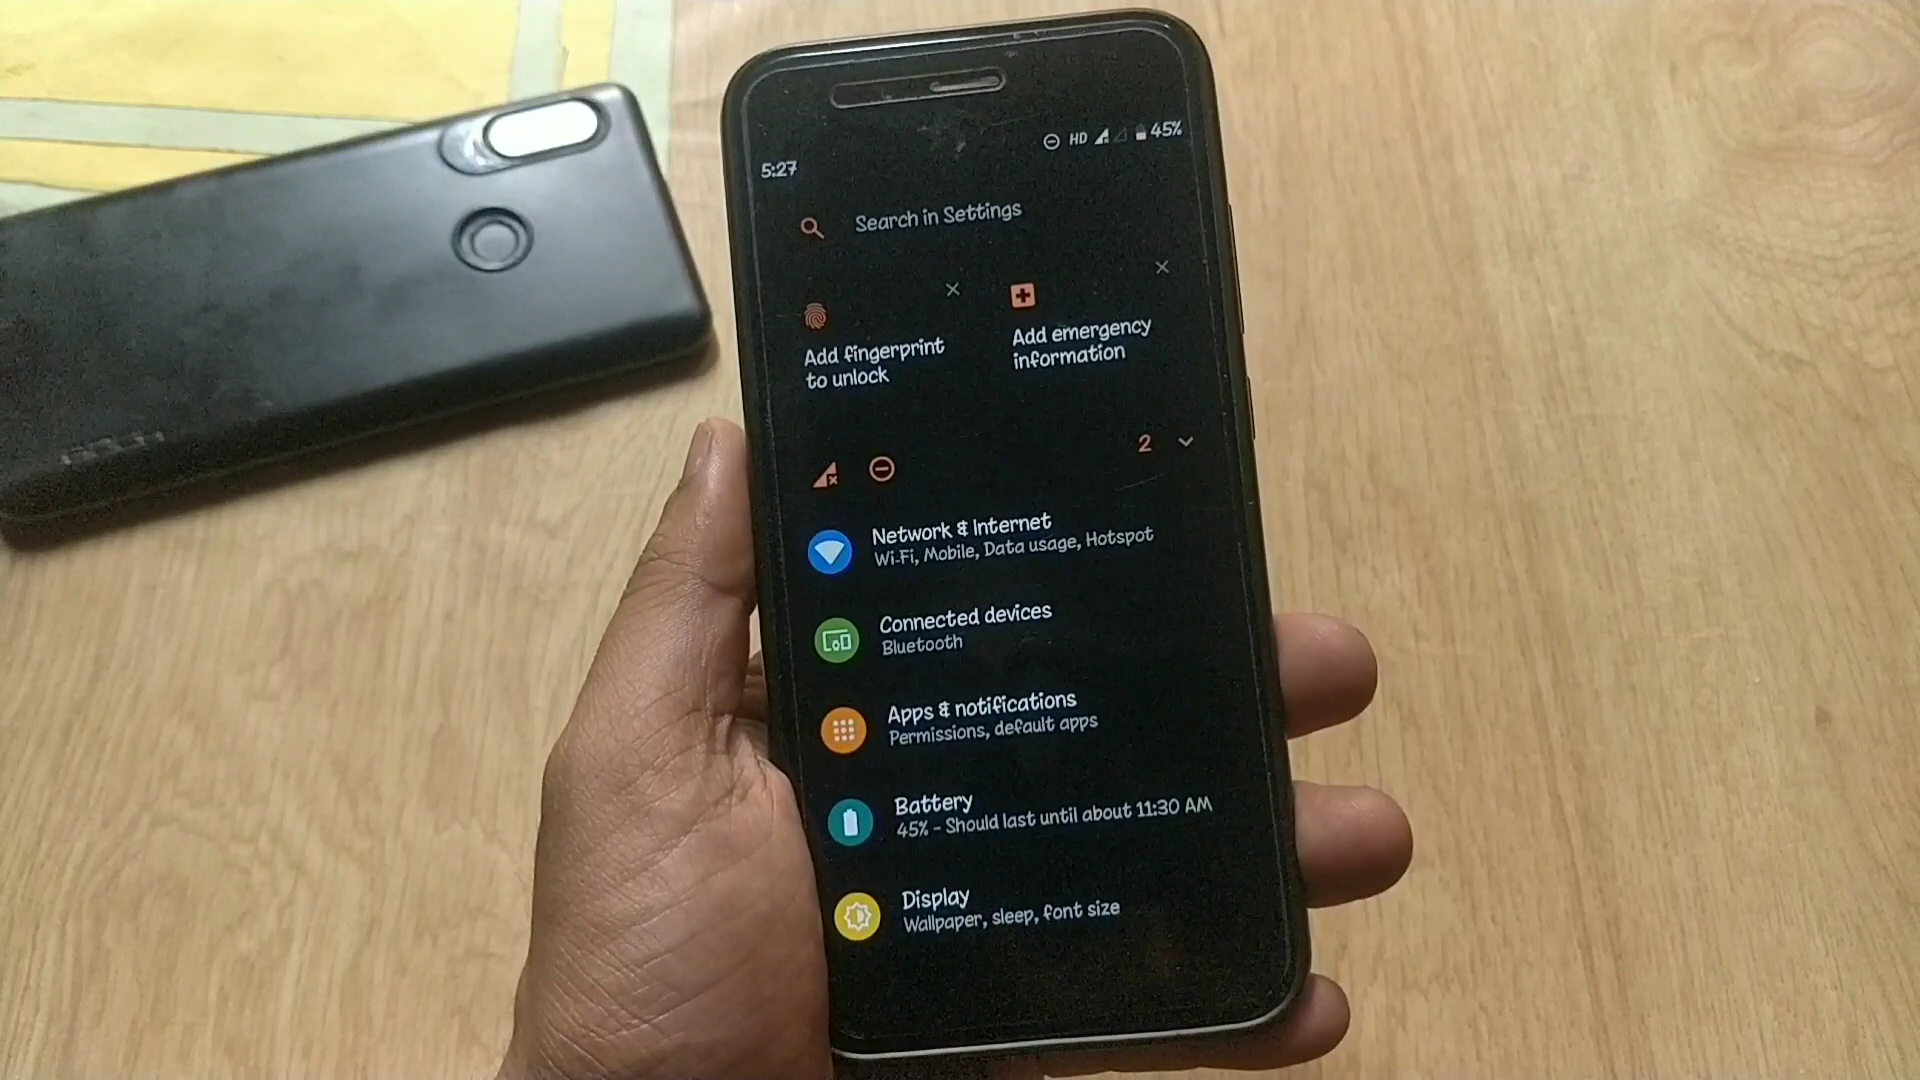 HD 45%
5:27
Search in Settings
Add fingerprint
to unlock
Add emergency
information
2
Network & Internet
Wi-Fi, Mobile, Data usage, Hotspot
Connected devices
Bluetooth
Apps & notifications
Permissions, default apps
Battery
45% - Should last until about 11:30 AM
Display
Wallpaper, sleep, font size